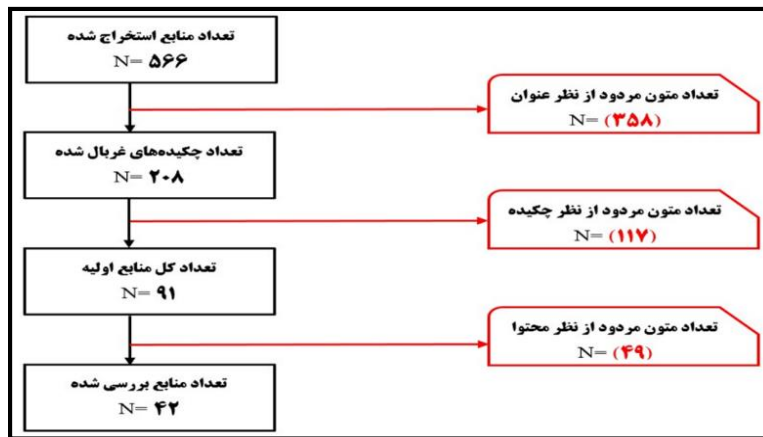 تعداد منابع استخراج شده
N= ۵۶۶
تعداد متون مردود از نظر عنوان
N= (۳۵۸)
تعداد چکیده‌های غربال شده
N= ۲۰۸
تعداد متون مردود از نظر چکیده
N= (۱۱۷)
تعداد کل منابع اولیه
N= ۹۱
تعداد متون مردود از نظر محتوا
N= (۴۹)
تعداد منابع بررسی شده
N= ۴۲